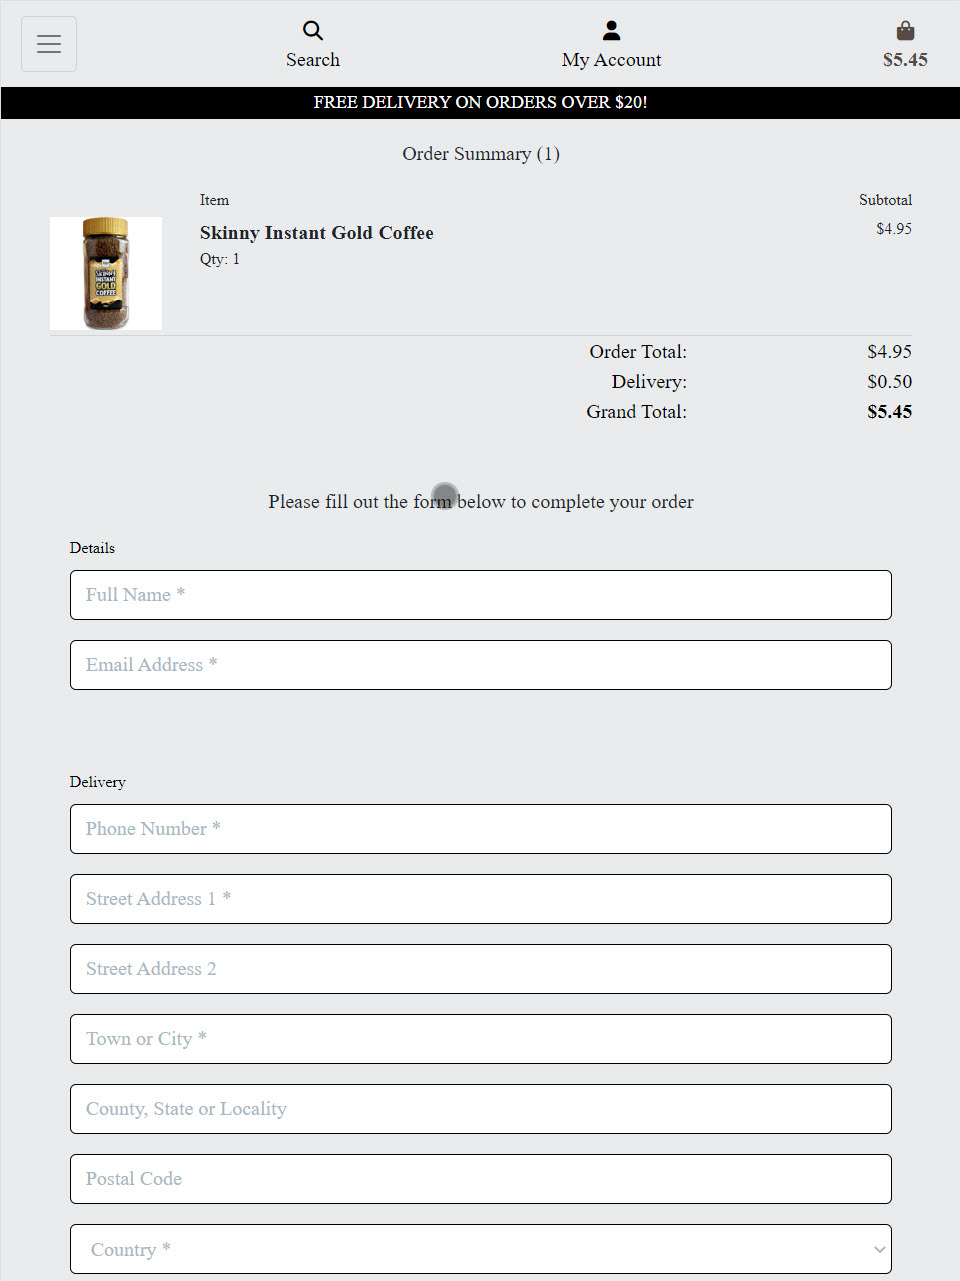 Search
My Account
$5.45
FREE DELIVERY ON ORDERS OVER $20!
Order Summary (1)
Item Subtotal
Skinny Instant Gold Coffee $4.95
Qty: 1
SKINNY
INSTANT
GOLD
COFFEE
Order Total: $4.95
Delivery: $0.50
Grand Total: $5.45
Please fill out the form below to complete your order
Details
Full Name *
Email Address *
Delivery
Phone Number *
Street Address 1 *
Street Address 2
Town or City *
County, State or Locality
Postal Code
Country *